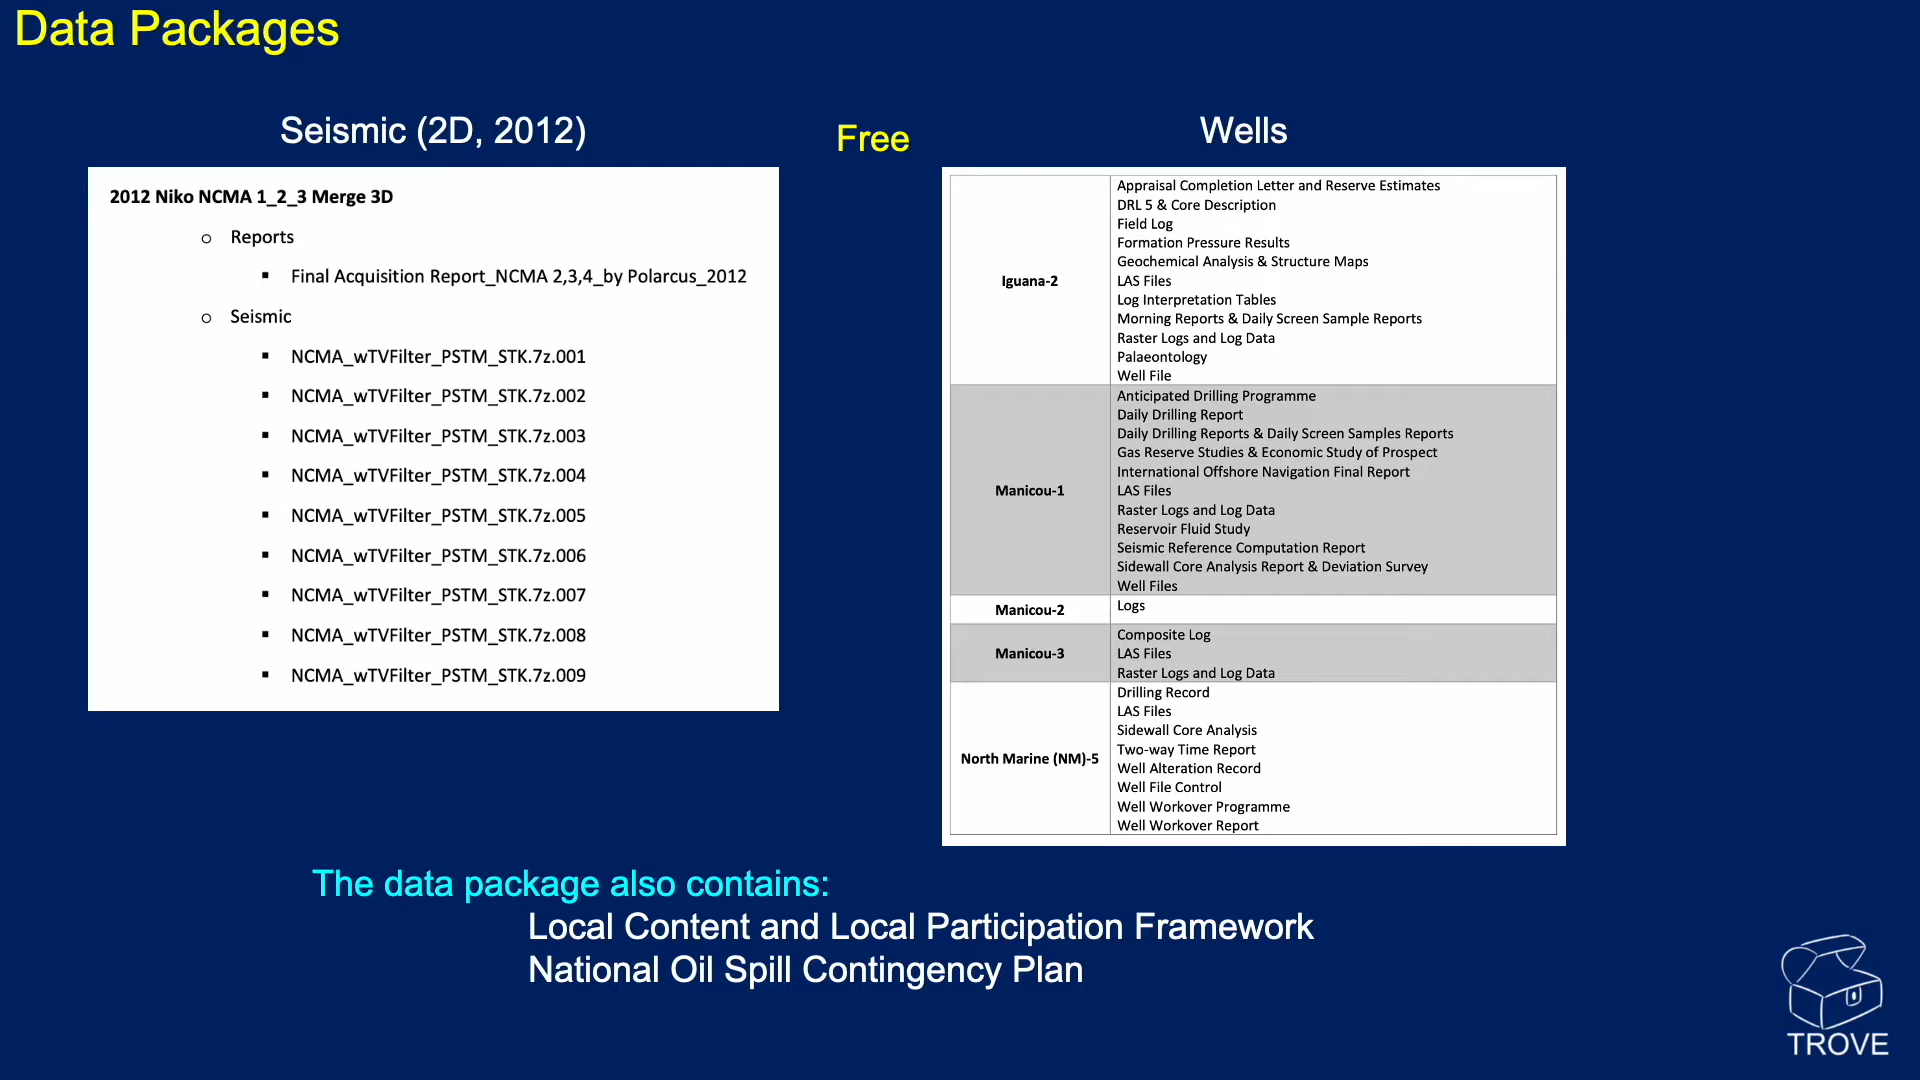 Data Packages
Seismic (2D, 2012)
Free
Wells
2012 Niko NCMA 1_2_3 Merge 3D
o Reports
▪ Final Acquisition Report_NCMA 2,3,4_by Polarcus_2012
o Seismic
▪ NCMA_wTVFilter_PSTM_STK.7z.001
▪ NCMA_wTVFilter_PSTM_STK.7z.002
▪ NCMA_wTVFilter_PSTM_STK.7z.003
▪ NCMA_wTVFilter_PSTM_STK.7z.004
▪ NCMA_wTVFilter_PSTM_STK.7z.005
▪ NCMA_wTVFilter_PSTM_STK.7z.006
▪ NCMA_wTVFilter_PSTM_STK.7z.007
▪ NCMA_wTVFilter_PSTM_STK.7z.008
▪ NCMA_wTVFilter_PSTM_STK.7z.009
Iguana-2
Appraisal Completion Letter and Reserve Estimates
DRL 5 & Core Description
Field Log
Formation Pressure Results
Geochemical Analysis & Structure Maps
LAS Files
Log Interpretation Tables
Morning Reports & Daily Screen Sample Reports
Raster Logs and Log Data
Palaeontology
Well File
Manicou-1
Anticipated Drilling Programme
Daily Drilling Report
Daily Drilling Reports & Daily Screen Samples Reports
Gas Reserve Studies & Economic Study of Prospect
International Offshore Navigation Final Report
LAS Files
Raster Logs and Log Data
Reservoir Fluid Study
Seismic Reference Computation Report
Sidewall Core Analysis Report & Deviation Survey
Well Files
Manicou-2
Logs
Manicou-3
Composite Log
LAS Files
Raster Logs and Log Data
North Marine (NM)-5
Drilling Record
LAS Files
Sidewall Core Analysis
Two-way Time Report
Well Alteration Record
Well File Control
Well Workover Programme
Well Workover Report
The data package also contains:
Local Content and Local Participation Framework
National Oil Spill Contingency Plan
TROVE